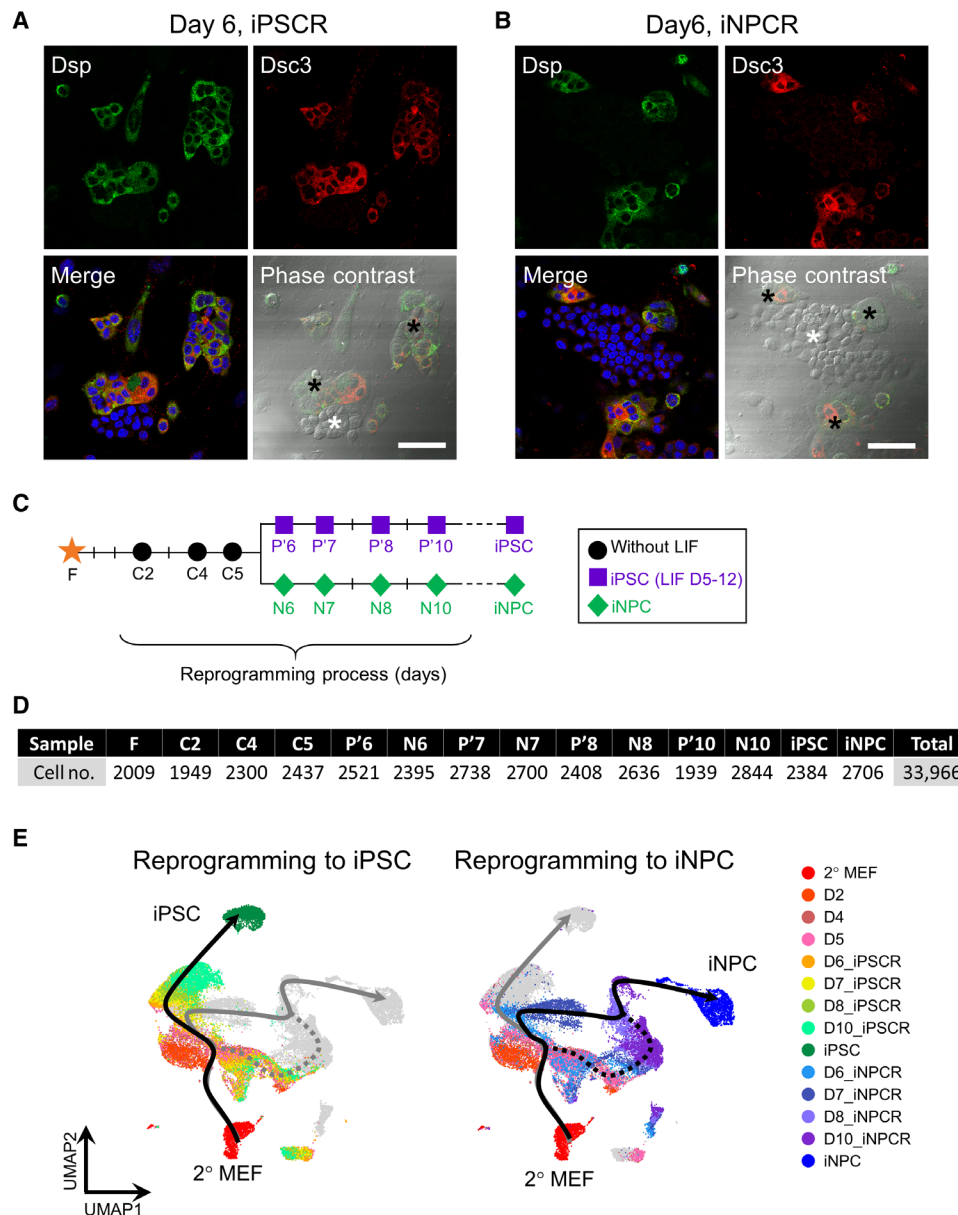 A
Day 6, iPSCR
Dsp
Dsc3
Merge
Phase contrast
*
*
*
B
Day6, iNPCR
Dsp
Dsc3
Merge
Phase contrast
*
*
*
*
C
F
C2
C4
C5
P'6
P'7
P'8
P'10
iPSC
N6
N7
N8
N10
iNPC
Reprogramming process (days)
Without LIF
iPSC (LIF D5-12)
iNPC
D
Sample F C2 C4 C5 P'6 N6 P'7 N7 P'8 N8 P'10 N10 iPSC iNPC Total
Cell no. 2009 1949 2300 2437 2521 2395 2738 2700 2408 2636 1939 2844 2384 2706 33,966
E
Reprogramming to iPSC
iPSC
2° MEF
UMAP2
UMAP1
Reprogramming to iNPC
iNPC
2° MEF
2° MEF
D2
D4
D5
D6_iPSCR
D7_iPSCR
D8_iPSCR
D10_iPSCR
iPSC
D6_iNPCR
D7_iNPCR
D8_iNPCR
D10_iNPCR
iNPC